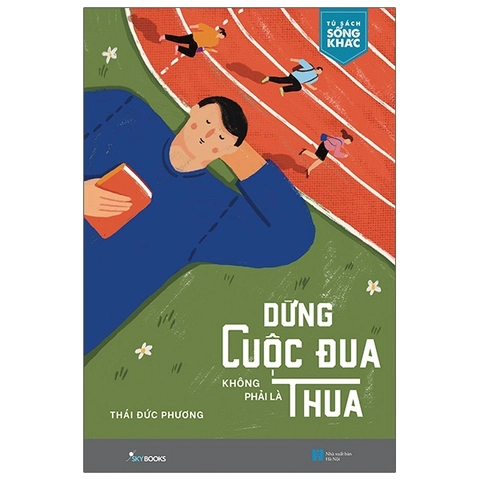 TỦ SÁCH
SỐNG
KHÁC
DỪNG
CUỘC ĐUA
KHÔNG
PHẢI LÀ
THUA
THÁI ĐỨC PHƯƠNG
SKYBOOKS
Nhà xuất bản
Hà Nội